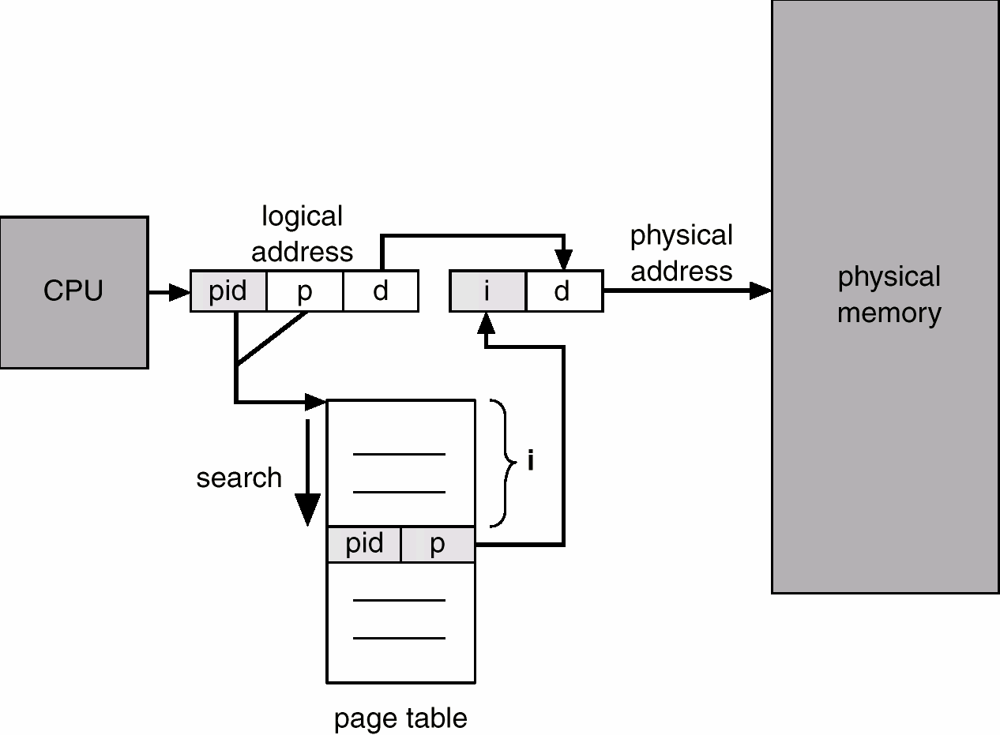 logical
address
physical
address
CPU
pid
p
d
i
d
physical
memory
search
i
pid
p
page table